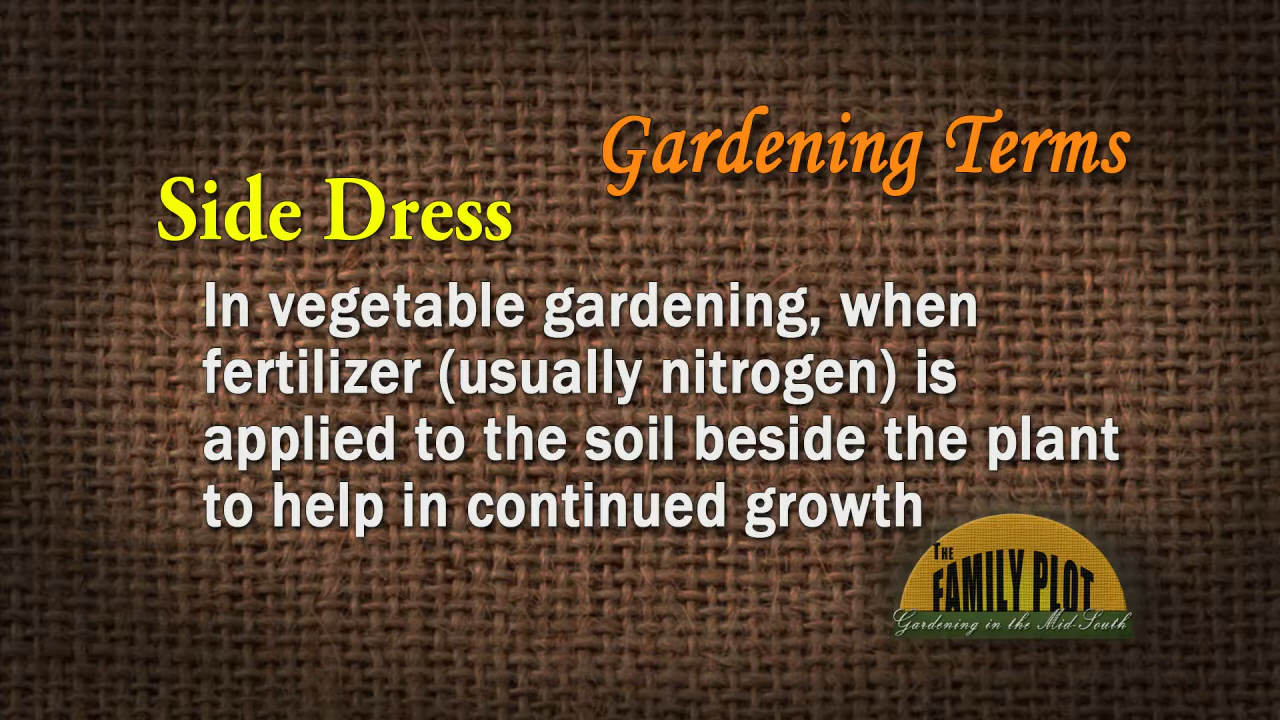 Gardening Terms
Side Dress
In vegetable gardening, when
fertilizer (usually nitrogen) is
applied to the soil beside the plant
to help in continued growth
THE
FAMILY PLOT
Gardening in the Mid-South